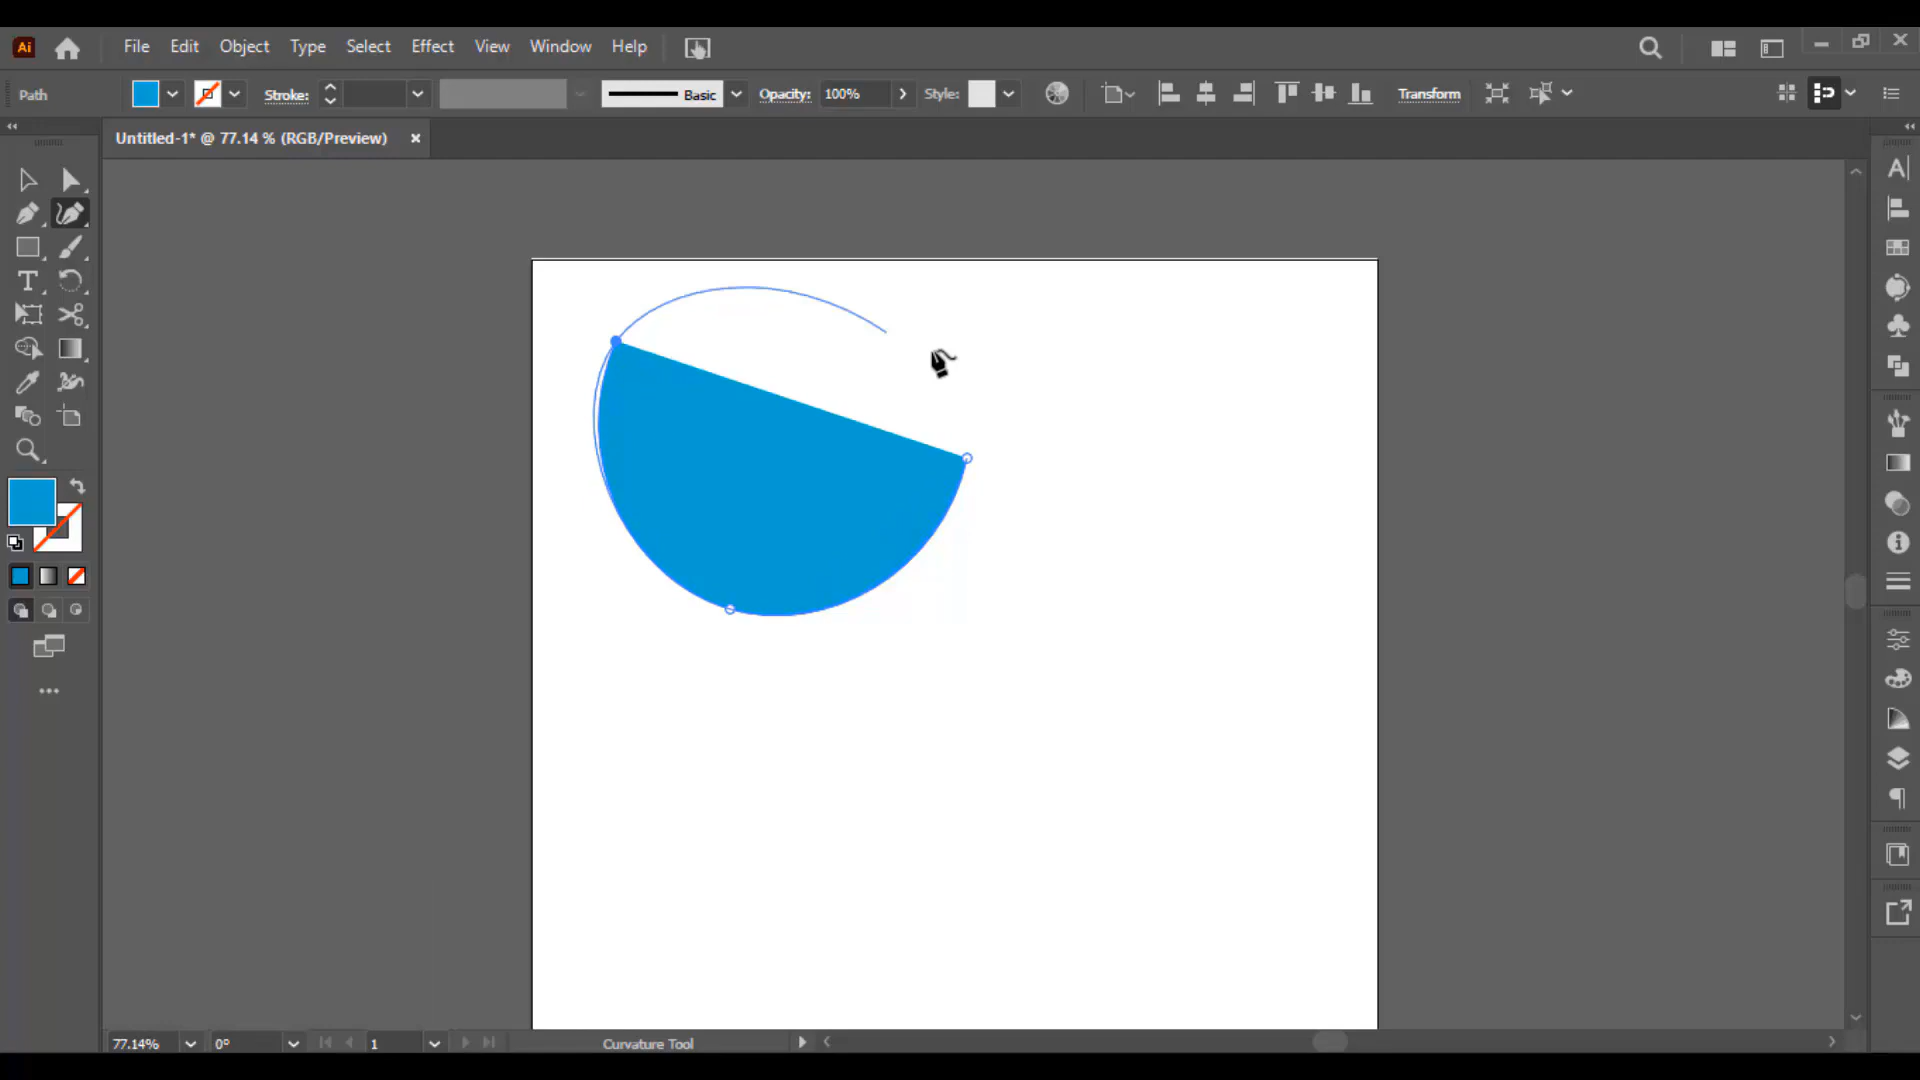 Ai File Edit Object Type Select Effect View Window Help
Path Stroke: Basic Opacity: 100% Style: Transform
Untitled-1* @ 77.14 % (RGB/Preview) ×
77.14% 0° 1 Curvature Tool